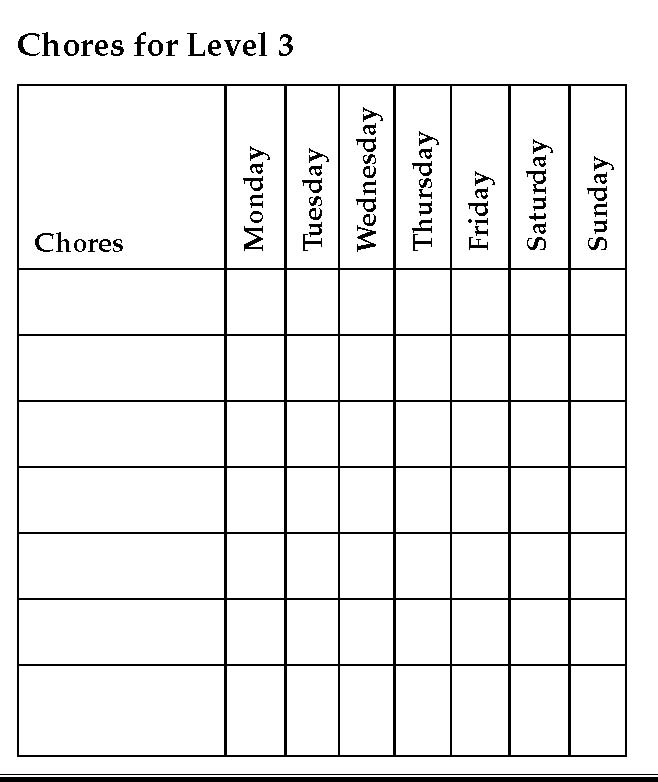 Chores for Level 3
Chores
Monday
Tuesday
Wednesday
Thursday
Friday
Saturday
Sunday